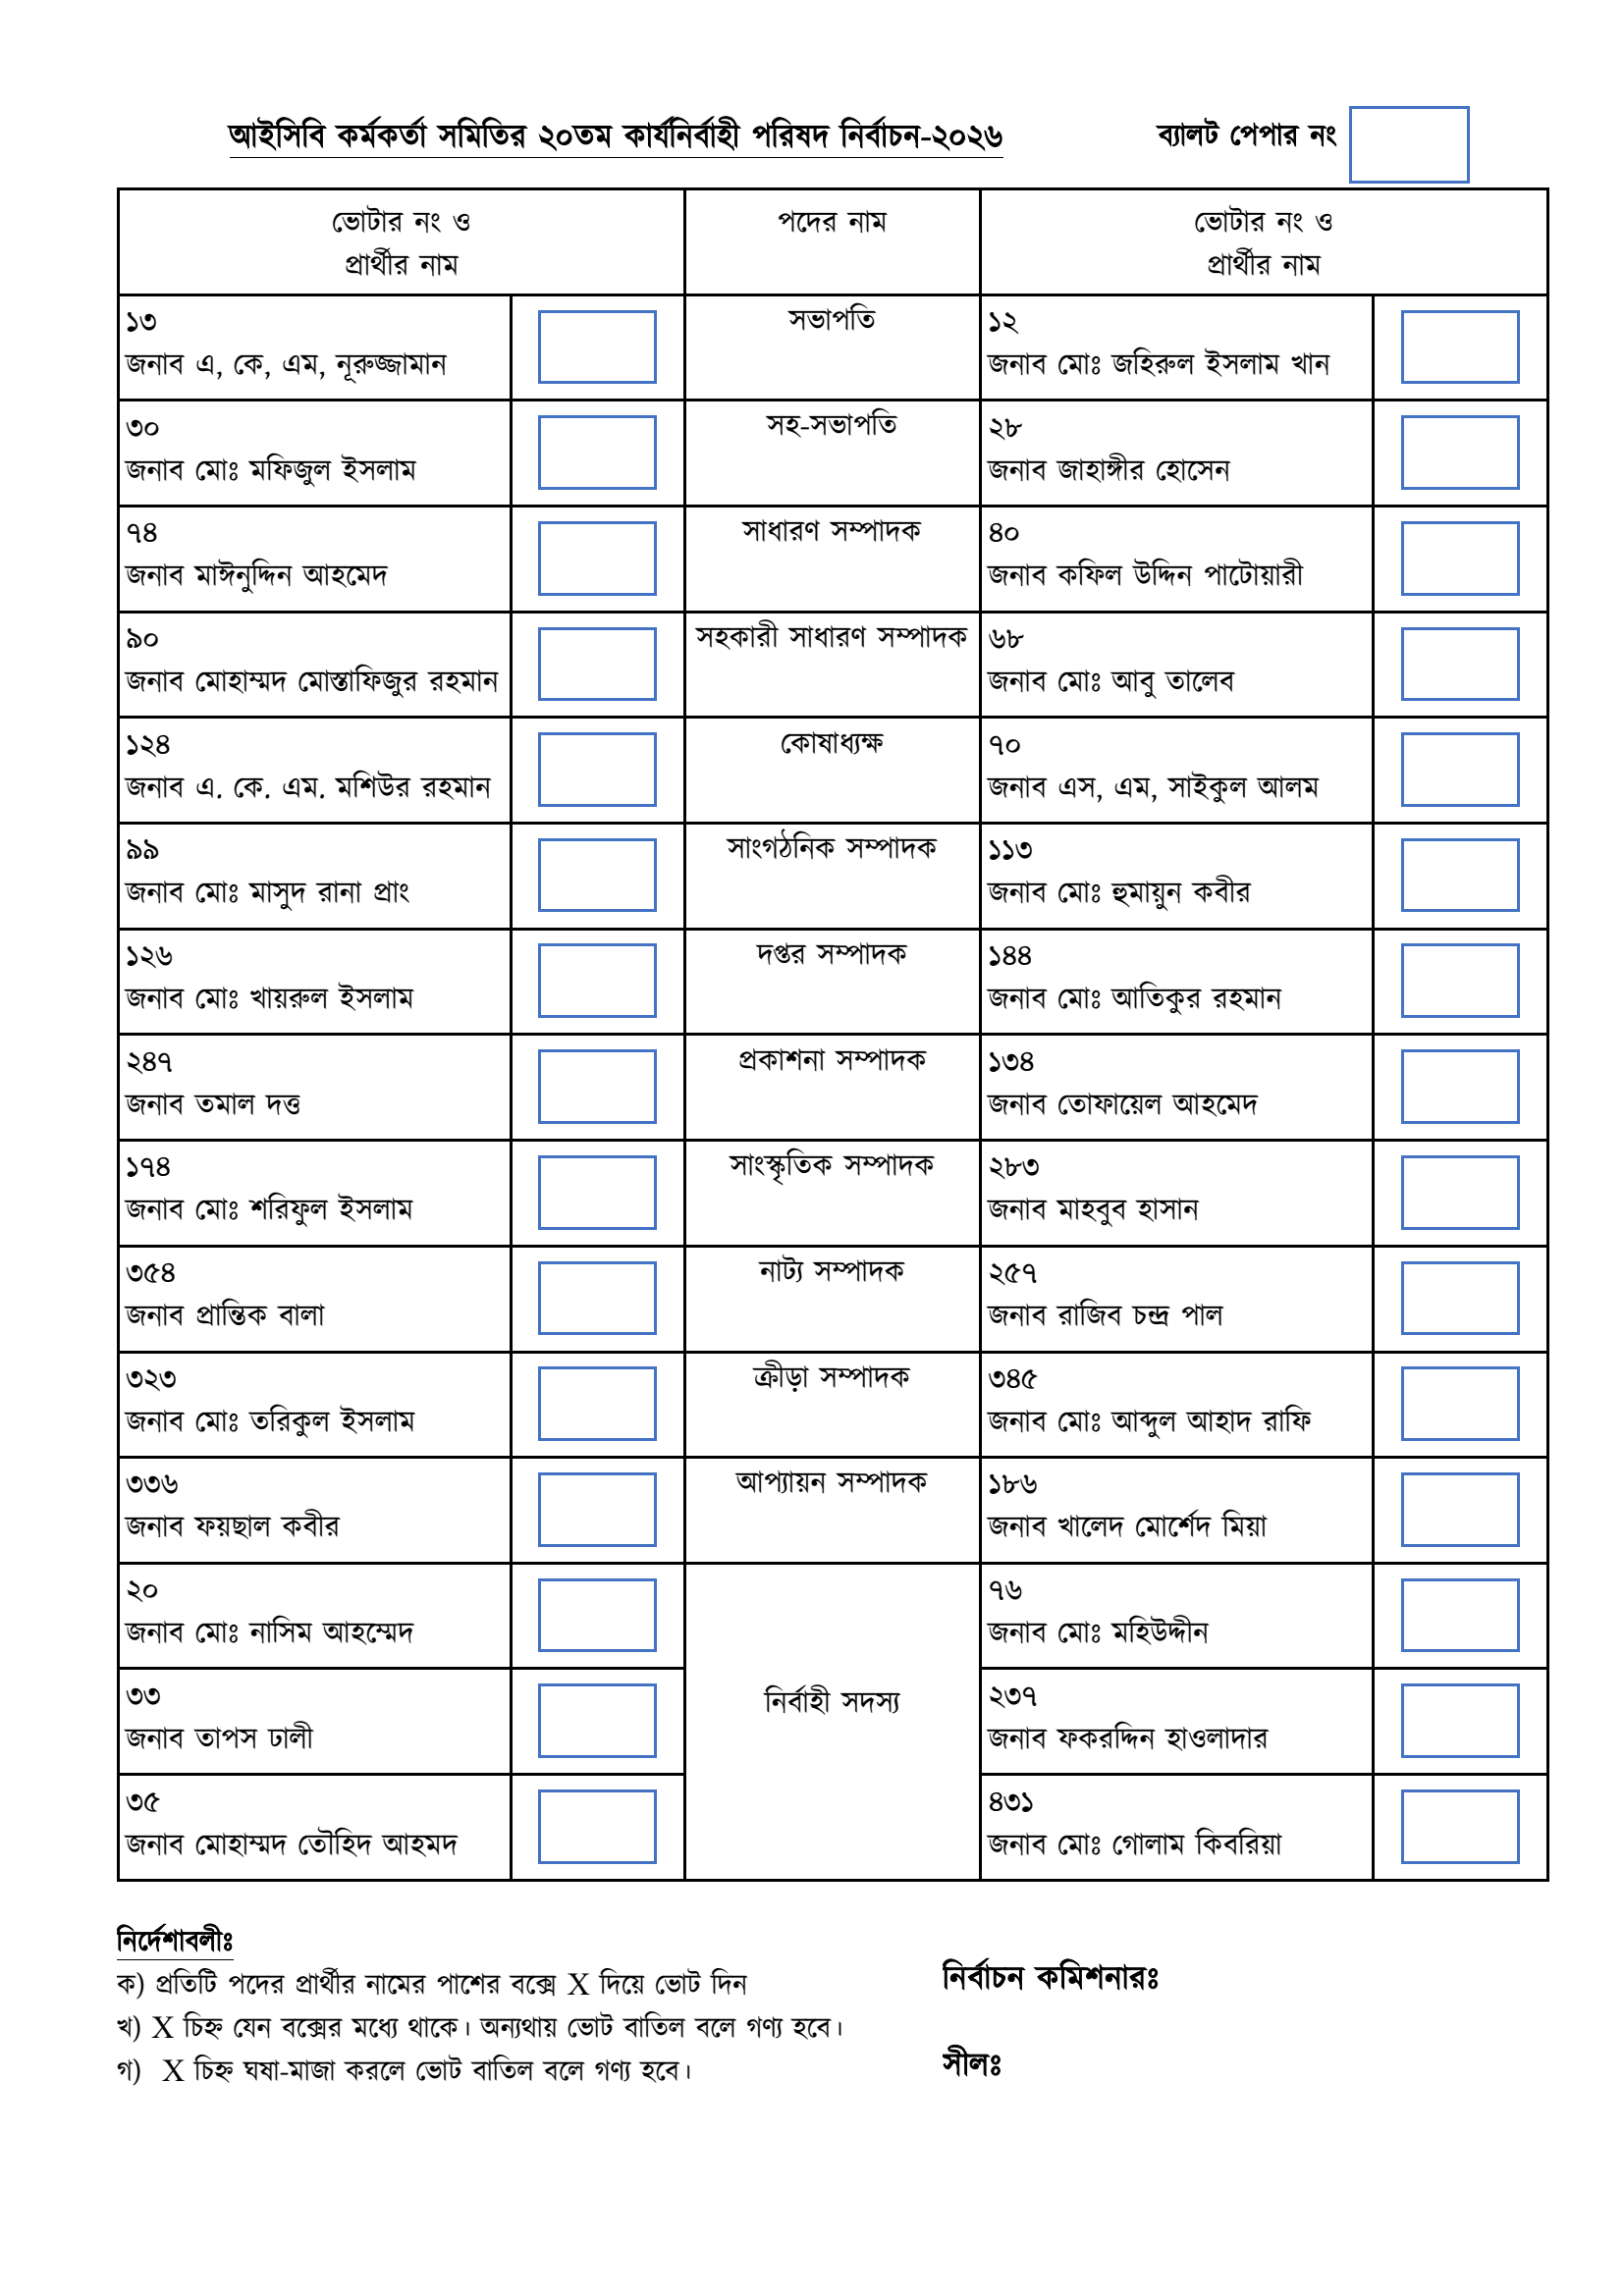 আইসিবি কর্মকর্তা সমিতির ২০তম কার্যনির্বাহী পরিষদ নির্বাচন-২০২৬ ব্যালট পেপার নং
ভোটার নং ও
প্রার্থীর নাম
পদের নাম
ভোটার নং ও
প্রার্থীর নাম
১৩
জনাব এ, কে, এম, নূরুজ্জামান
সভাপতি
১২
জনাব মোঃ জহিরুল ইসলাম খান
৩০
জনাব মোঃ মফিজুল ইসলাম
সহ-সভাপতি
২৮
জনাব জাহাঙ্গীর হোসেন
৭৪
জনাব মাঈনুদ্দিন আহমেদ
সাধারণ সম্পাদক
৪০
জনাব কফিল উদ্দিন পাটোয়ারী
৯০
জনাব মোহাম্মদ মোস্তাফিজুর রহমান
সহকারী সাধারণ সম্পাদক
৬৮
জনাব মোঃ আবু তালেব
১২৪
জনাব এ. কে. এম. মশিউর রহমান
কোষাধ্যক্ষ
৭০
জনাব এস, এম, সাইকুল আলম
৯৯
জনাব মোঃ মাসুদ রানা প্রাং
সাংগঠনিক সম্পাদক
১১৩
জনাব মোঃ হুমায়ুন কবীর
১২৬
জনাব মোঃ খায়রুল ইসলাম
দপ্তর সম্পাদক
১৪৪
জনাব মোঃ আতিকুর রহমান
২৪৭
জনাব তমাল দত্ত
প্রকাশনা সম্পাদক
১৩৪
জনাব তোফায়েল আহমেদ
১৭৪
জনাব মোঃ শরিফুল ইসলাম
সাংস্কৃতিক সম্পাদক
২৮৩
জনাব মাহবুব হাসান
৩৫৪
জনাব প্রান্তিক বালা
নাট্য সম্পাদক
২৫৭
জনাব রাজিব চন্দ্র পাল
৩২৩
জনাব মোঃ তরিকুল ইসলাম
ক্রীড়া সম্পাদক
৩৪৫
জনাব মোঃ আব্দুল আহাদ রাফি
৩৩৬
জনাব ফয়ছাল কবীর
আপ্যায়ন সম্পাদক
১৮৬
জনাব খালেদ মোর্শেদ মিয়া
২০
জনাব মোঃ নাসিম আহম্মেদ
নির্বাহী সদস্য
৭৬
জনাব মোঃ মহিউদ্দীন
৩৩
জনাব তাপস ঢালী
২৩৭
জনাব ফকরদ্দিন হাওলাদার
৩৫
জনাব মোহাম্মদ তৌহিদ আহমদ
৪৩১
জনাব মোঃ গোলাম কিবরিয়া
নির্দেশাবলীঃ
ক) প্রতিটি পদের প্রার্থীর নামের পাশের বক্সে X দিয়ে ভোট দিন
খ) X চিহ্ন যেন বক্সের মধ্যে থাকে। অন্যথায় ভোট বাতিল বলে গণ্য হবে।
গ) X চিহ্ন ঘষা-মাজা করলে ভোট বাতিল বলে গণ্য হবে।
নির্বাচন কমিশনারঃ
সীলঃ